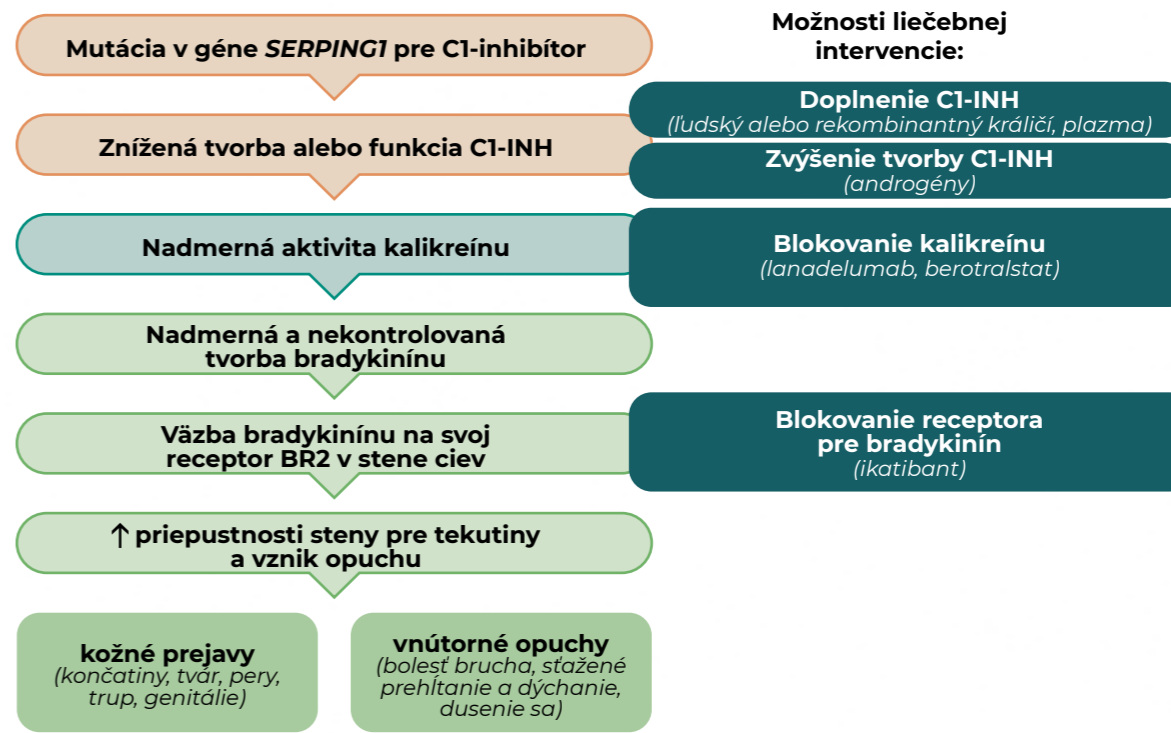 Mutácia v géne SERPING1 pre C1-inhibítor
Znížená tvorba alebo funkcia C1-INH
Nadmerná aktivita kalikreínu
Nadmerná a nekontrolovaná
tvorba bradykinínu
Väzba bradykinínu na svoj
receptor BR2 v stene ciev
↑ priepustnosti steny pre tekutiny
a vznik opuchu
kožné prejavy
(končatiny, tvár, pery,
trup, genitálie)
vnútorné opuchy
(bolesť brucha, sťažené
prehĺtanie a dýchanie,
dusenie sa)
Možnosti liečebnej
intervencie:
Doplnenie C1-INH
(ľudský alebo rekombinantný králičí, plazma)
Zvýšenie tvorby C1-INH
(androgény)
Blokovanie kalikreínu
(lanadelumab, berotralstat)
Blokovanie receptora
pre bradykinín
(ikatibant)